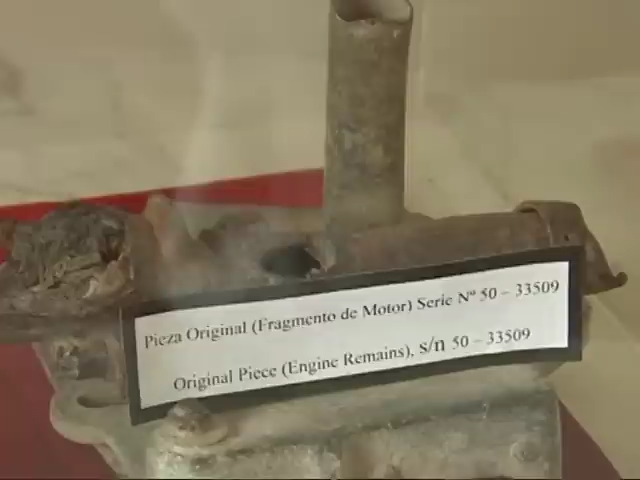 Pieza Original (Fragmento de Motor) Serie Nº 50 – 33509
Original Piece (Engine Remains), s/n 50 – 33509